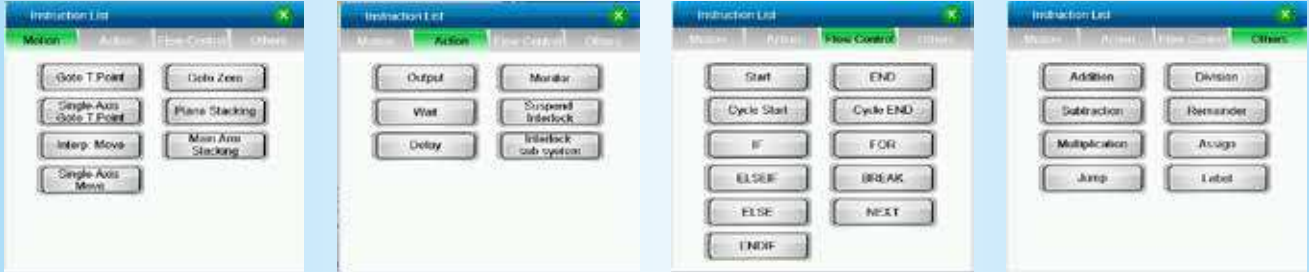 Instruction List
Motion Action Flow Control Others
Goto T.Point Goto Zero
Single-Axis Goto T.Point Plane Stacking
Interp. Move Main Arm Stacking
Single-Axis Move
Instruction List
Motion Action Flow Control Others
Output Monitor
Wait Suspend Interlock
Delay Interlock sub system
Instruction List
Motion Action Flow Control Others
Start END
Cycle Start Cycle END
IF FOR
ELSEIF BREAK
ELSE NEXT
ENDIF
Instruction List
Motion Action Flow Control Others
Addition Division
Subtraction Remainder
Multiplication Assign
Jump Label